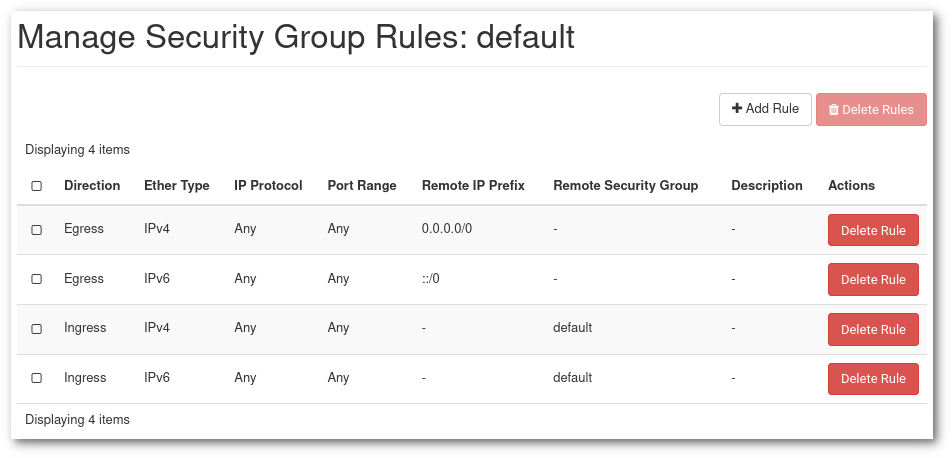 Manage Security Group Rules: default
Add Rule Delete Rules
Displaying 4 items
Direction Ether Type IP Protocol Port Range Remote IP Prefix Remote Security Group Description Actions
Egress IPv4 Any Any 0.0.0.0/0 - - Delete Rule
Egress IPv6 Any Any ::/0 - - Delete Rule
Ingress IPv4 Any Any - default - Delete Rule
Ingress IPv6 Any Any - default - Delete Rule
Displaying 4 items